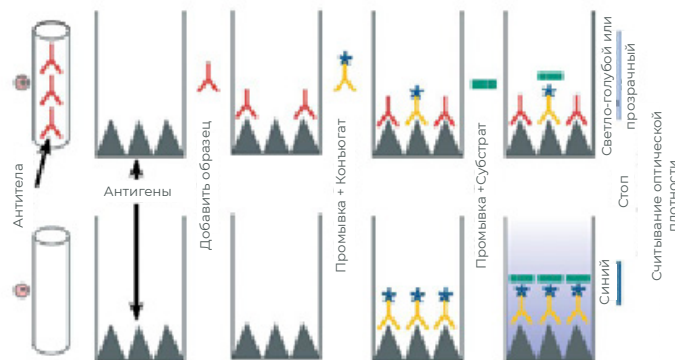 Антитела
Антигены
Добавить образец
Промывка + Конъюгат
Промывка +Субстрат
Светло-голубой или
прозрачный
Синий
Стоп
Считывание оптической
плотности